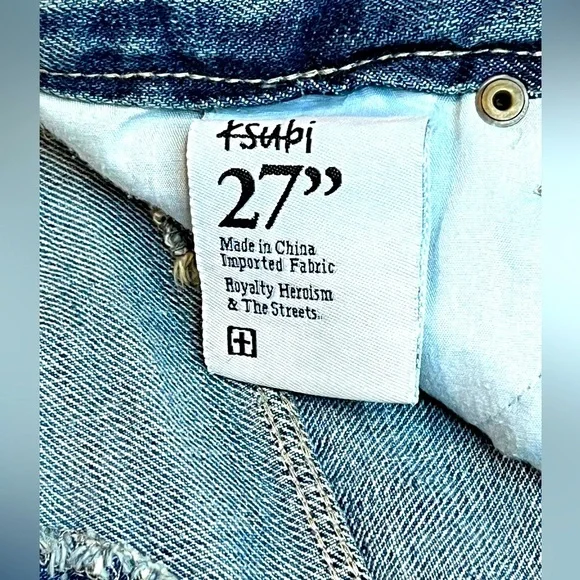 Ksubi
27”
Made in China
Imported Fabric
Royalty Heroism
& The Streets.